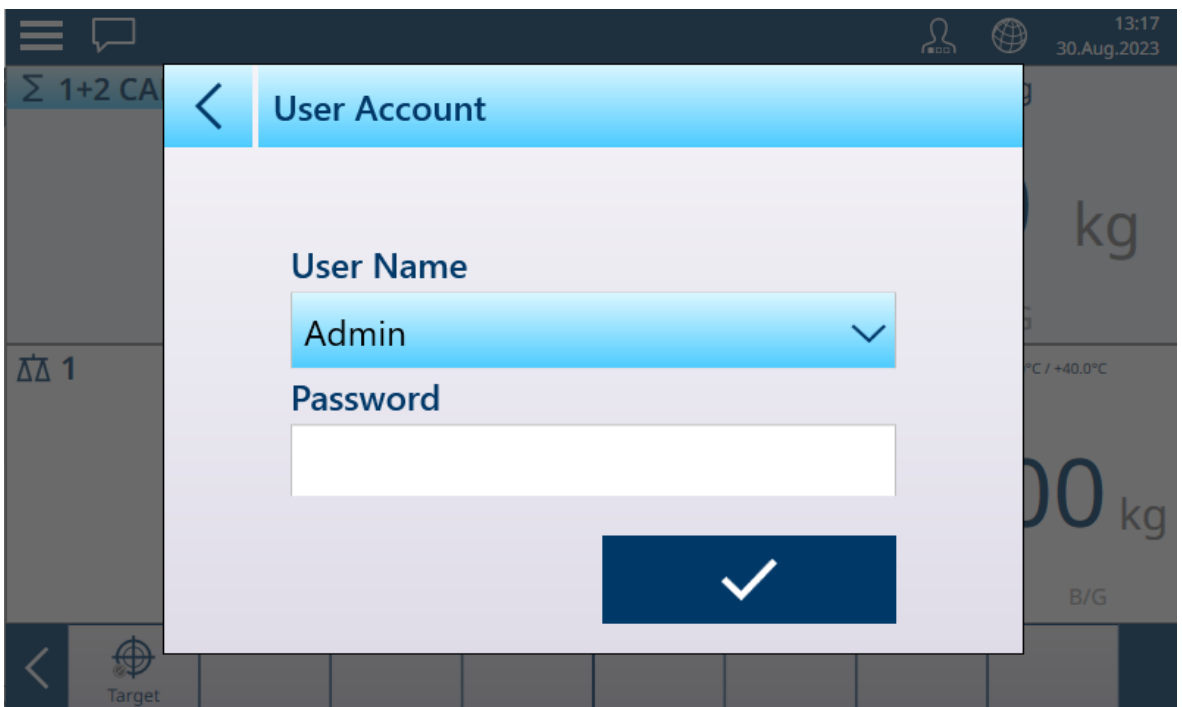 13:17
30.Aug.2023
Σ 1+2
User Account
User Name
Admin
kg
1
Password
°C / +40.0°C
00 kg
B/G
Target